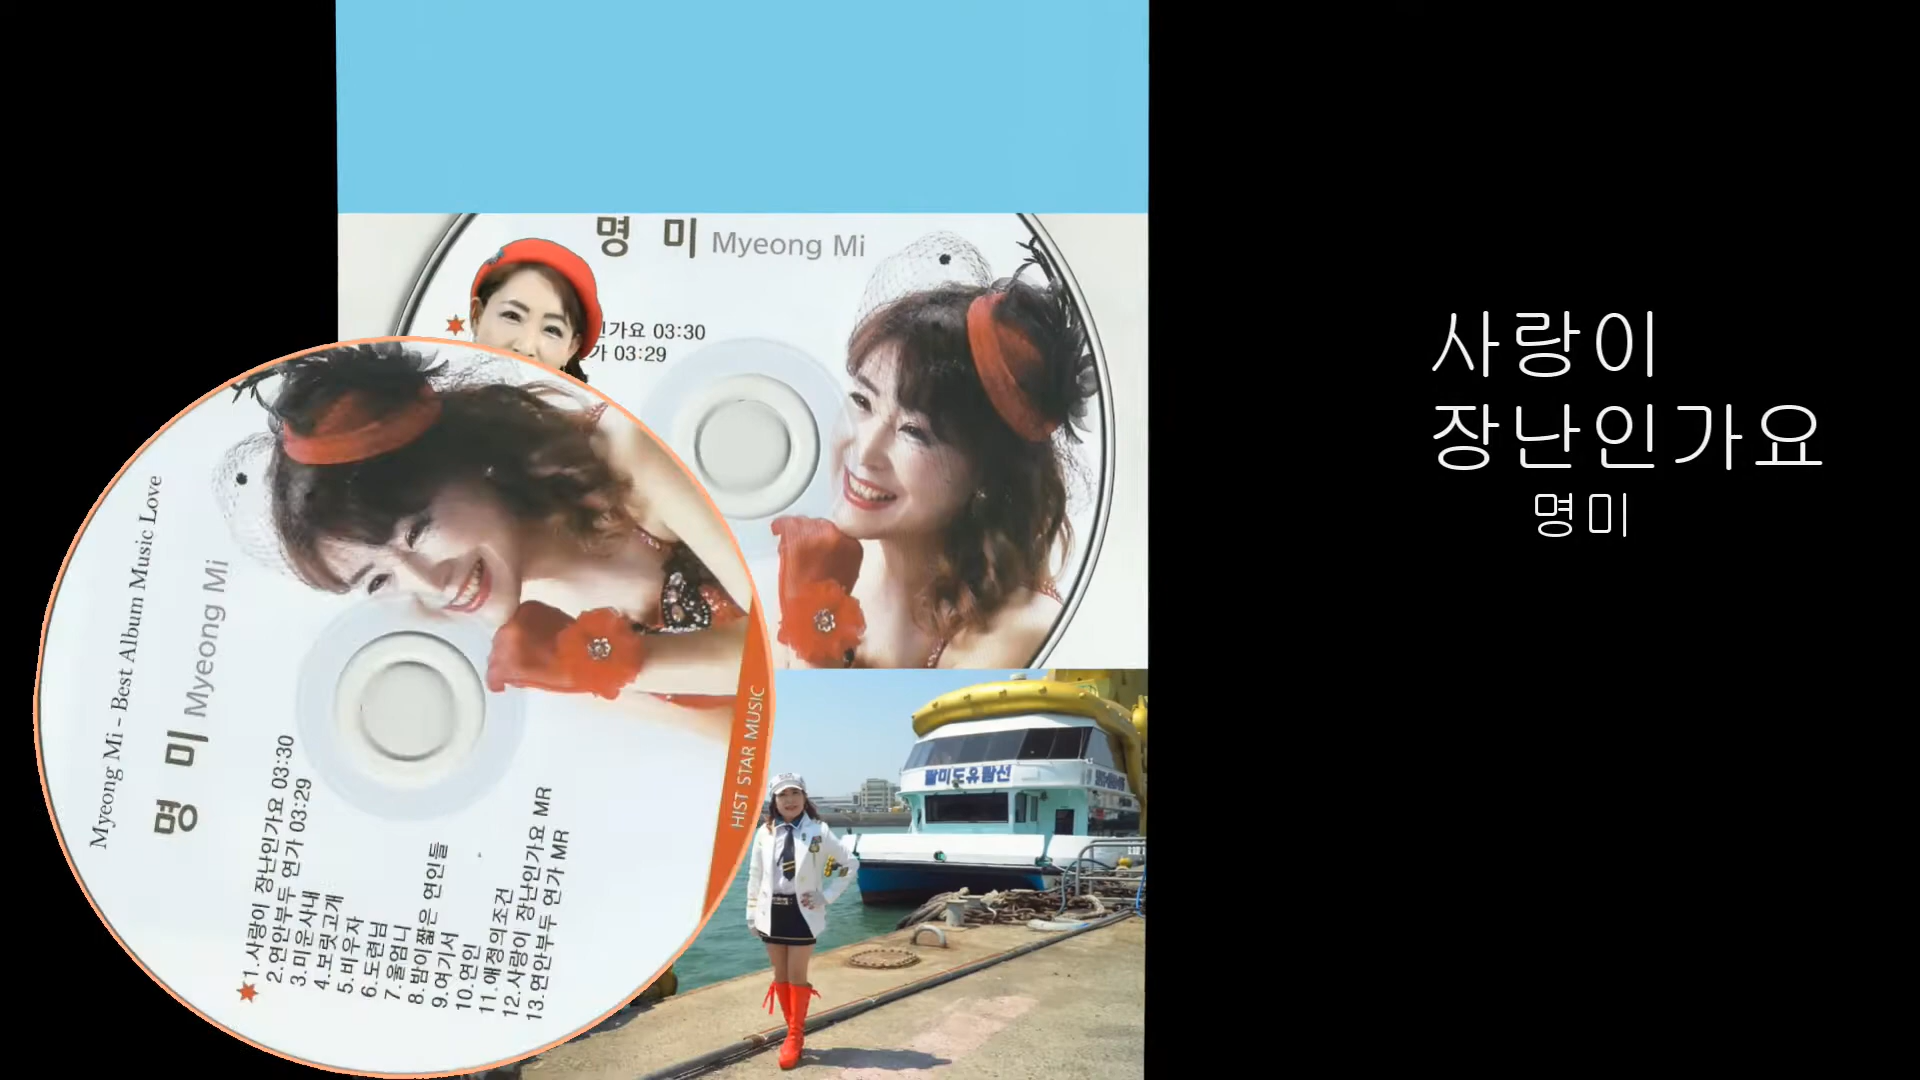 명 미 Myeong Mi
인가요 03:30
가 03:29
Myeong Mi - Best Album Music Love
명 미 Myeong Mi
1.사랑이 장난인가요 03:30
2.연안부두 연가 03:29
3.미운사내
4.보릿고개
5.비우자
6.도련님
7.울엄니
8.밤이짧은 연인들
9.여기서
10.연인
11.애정의조건
12.사랑이 장난인가요 MR
13.연안부두 연가 MR
HIST STAR MUSIC
팔미도유람선
사랑이
장난인가요
명미